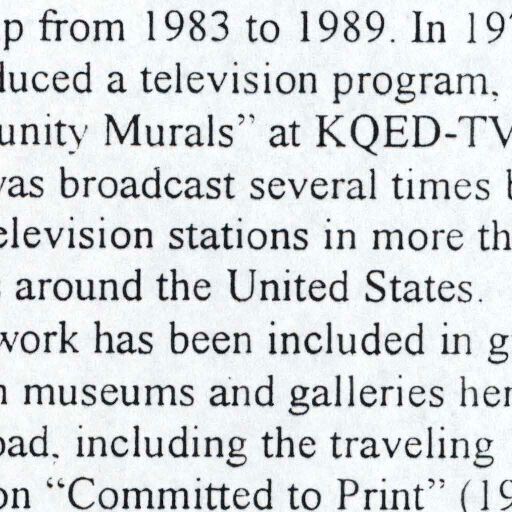 p from 1983 to 1989. In 19
duced a television program,
unity Murals" at KQED-TV
was broadcast several times b
elevision stations in more th
around the United States.
work has been included in g
n museums and galleries her
oad, including the traveling
on "Committed to Print" (19